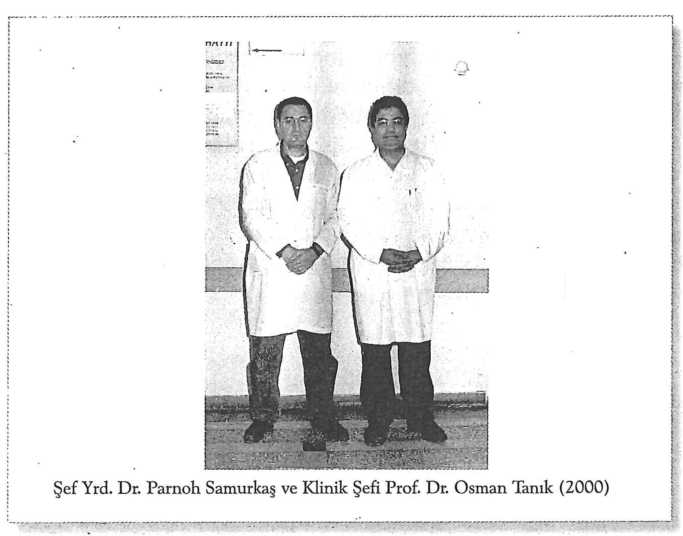 Şef Yrd. Dr. Parnoh Samurkaş ve Klinik Şefi Prof. Dr. Osman Tanık (2000)